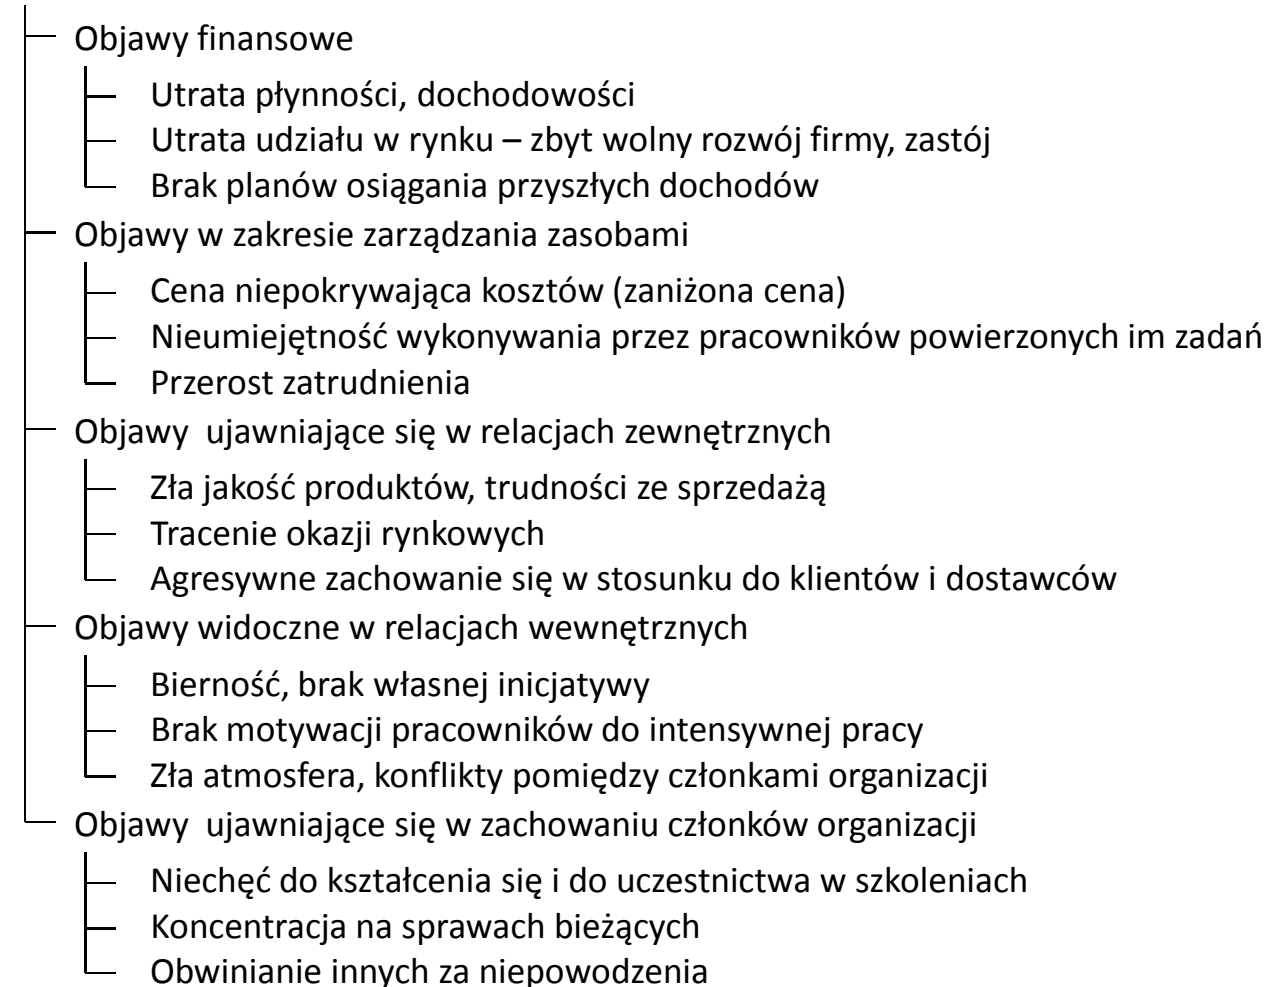 Objawy finansowe
Utrata płynności, dochodowości
Utrata udziału w rynku – zbyt wolny rozwój firmy, zastój
Brak planów osiągania przyszłych dochodów
Objawy w zakresie zarządzania zasobami
Cena niepokrywająca kosztów (zaniżona cena)
Nieumiejętność wykonywania przez pracowników powierzonych im zadań
Przerost zatrudnienia
Objawy  ujawniające się w relacjach zewnętrznych
Zła jakość produktów, trudności ze sprzedażą
Tracenie okazji rynkowych
Agresywne zachowanie się w stosunku do klientów i dostawców
Objawy widoczne w relacjach wewnętrznych
Bierność, brak własnej inicjatywy
Brak motywacji pracowników do intensywnej pracy
Zła atmosfera, konflikty pomiędzy członkami organizacji
Objawy  ujawniające się w zachowaniu członków organizacji
Niechęć do kształcenia się i do uczestnictwa w szkoleniach
Koncentracja na sprawach bieżących
Obwinianie innych za niepowodzenia